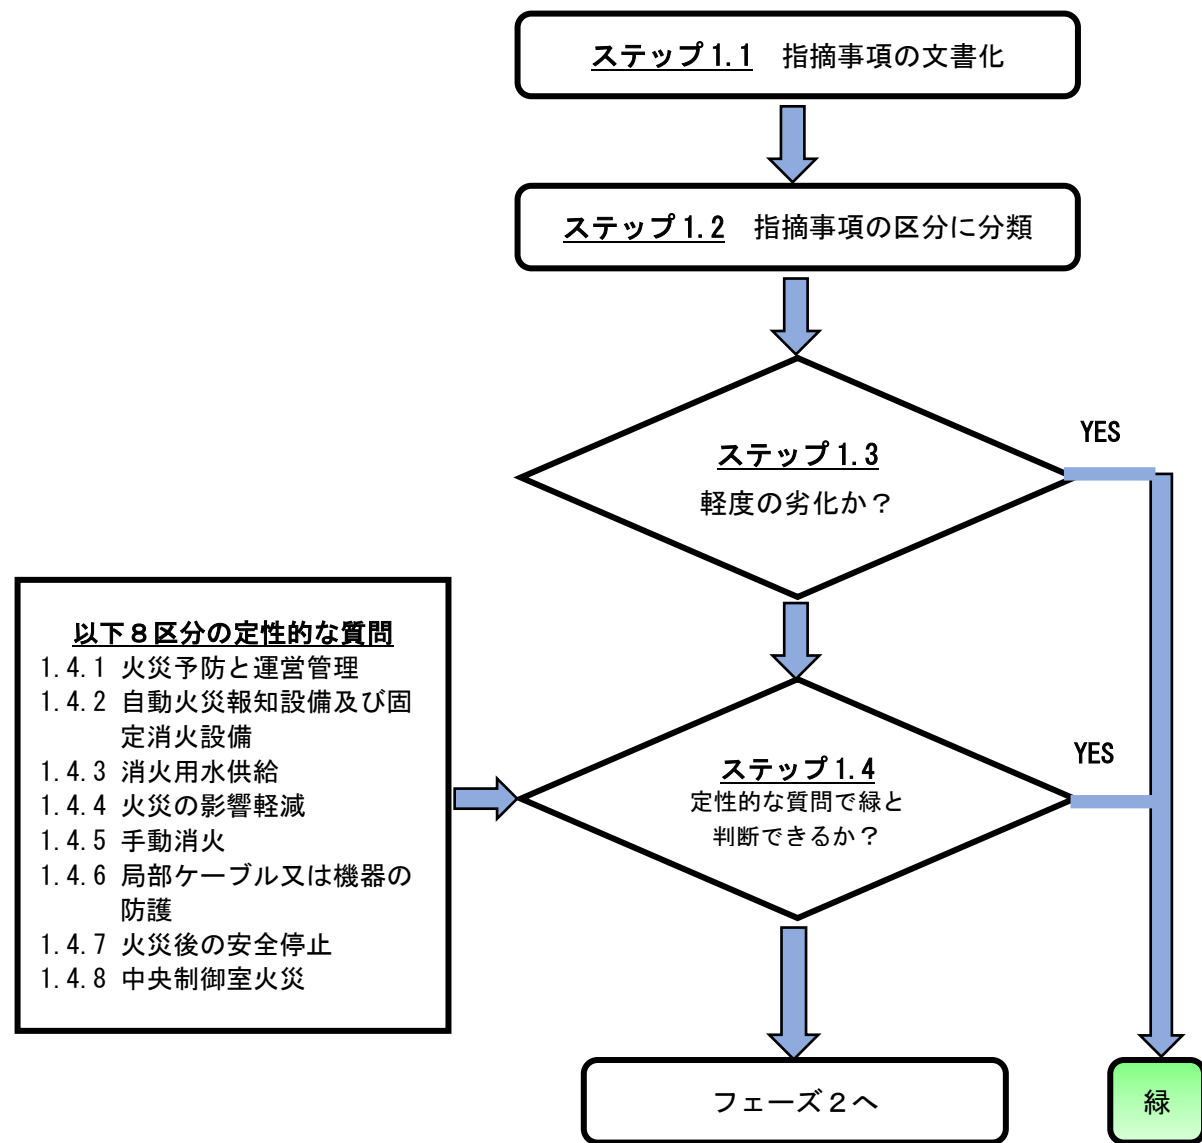 ステップ1.1　指摘事項の文書化
ステップ1.2　指摘事項の区分に分類
ステップ1.3
軽度の劣化か？
YES
以下８区分の定性的な質問
1.4.1 火災予防と運営管理
1.4.2 自動火災報知設備及び固
定消火設備
1.4.3 消火用水供給
1.4.4 火災の影響軽減
1.4.5 手動消火
1.4.6 局部ケーブル又は機器の
防護
1.4.7 火災後の安全停止
1.4.8 中央制御室火災
ステップ1.4
定性的な質問で緑と
判断できるか？
YES
フェーズ２へ
緑